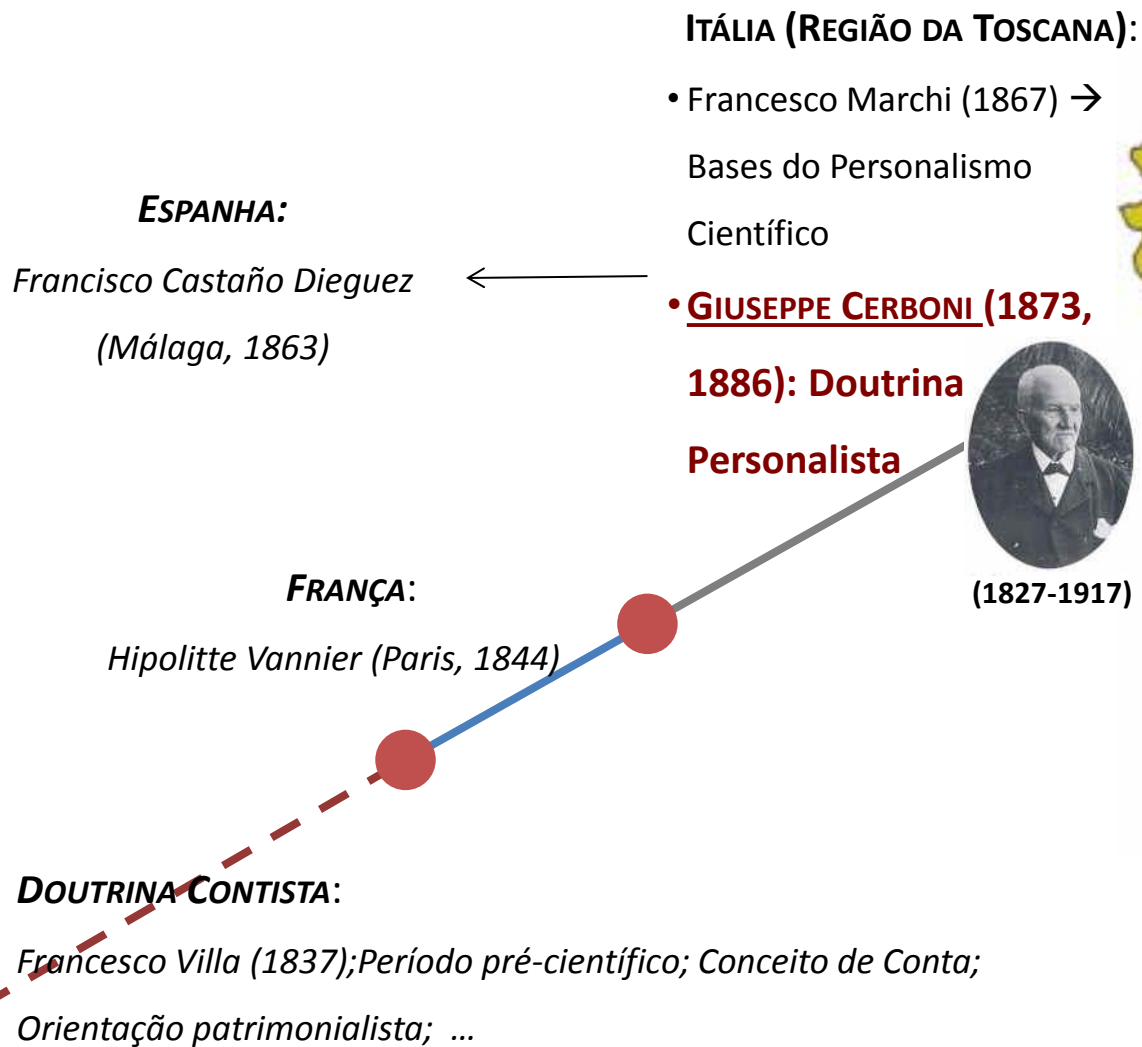 ITÁLIA (REGIÃO DA TOSCANA):
• Francesco Marchi (1867) →
Bases do Personalismo
Científico
• GIUSEPPE CERBONI (1873,
1886): Doutrina
Personalista
(1827-1917)
ESPANHA:
Francisco Castaño Dieguez
(Málaga, 1863)
FRANÇA:
Hipolitte Vannier (Paris, 1844)
DOUTRINA CONTISTA:
Francesco Villa (1837);Período pré-científico; Conceito de Conta;
Orientação patrimonialista; ...